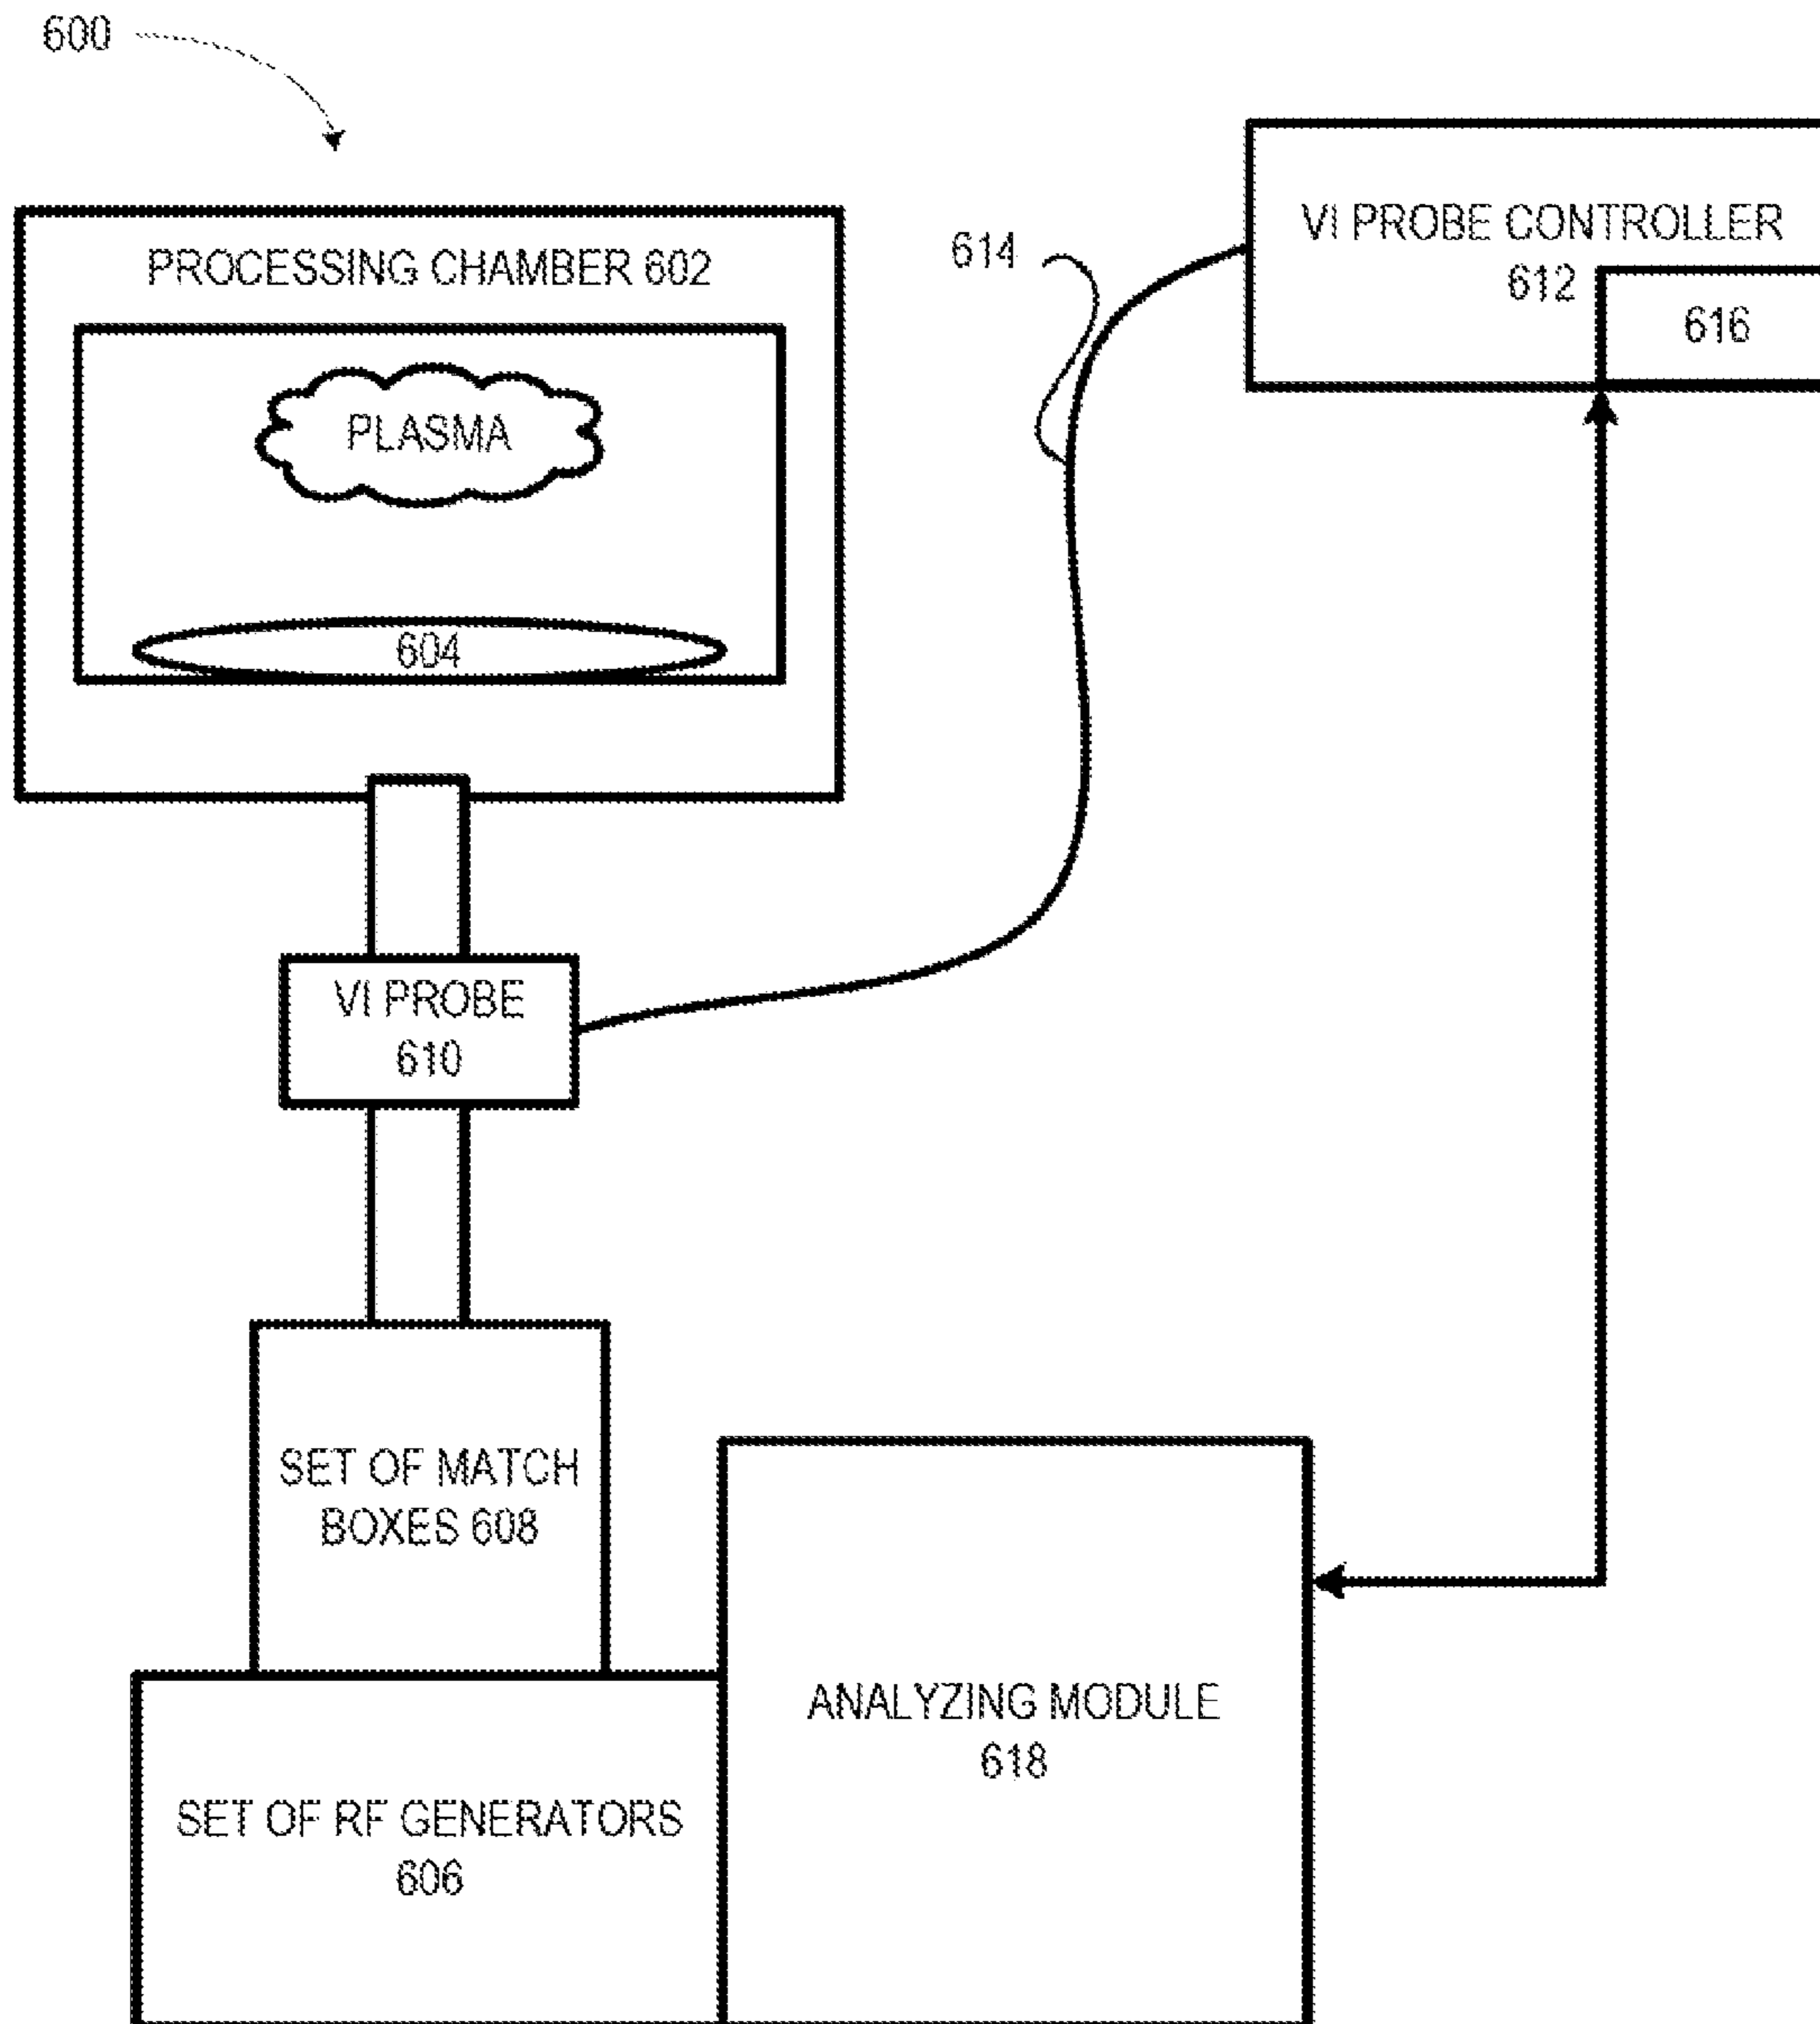 600
VI PROBE CONTROLLER
612
616
614
PROCESSING CHAMBER 602
PLASMA
604
VI PROBE
610
SET OF MATCH
BOXES 608
ANALYZING MODULE
618
SET OF RF GENERATORS
606